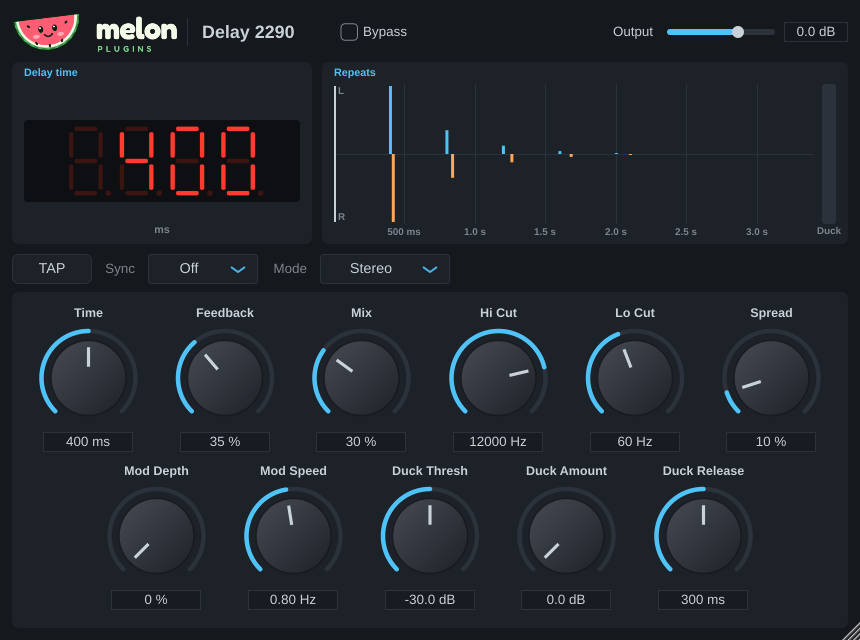 melon
PLUGINS
Delay 2290
Bypass
Output
0.0 dB
Delay time
400
ms
Repeats
L
R
500 ms
1.0 s
1.5 s
2.0 s
2.5 s
3.0 s
Duck
TAP
Sync
Off
Mode
Stereo
Time
Feedback
Mix
Hi Cut
Lo Cut
Spread
400 ms
35 %
30 %
12000 Hz
60 Hz
10 %
Mod Depth
Mod Speed
Duck Thresh
Duck Amount
Duck Release
0 %
0.80 Hz
-30.0 dB
0.0 dB
300 ms